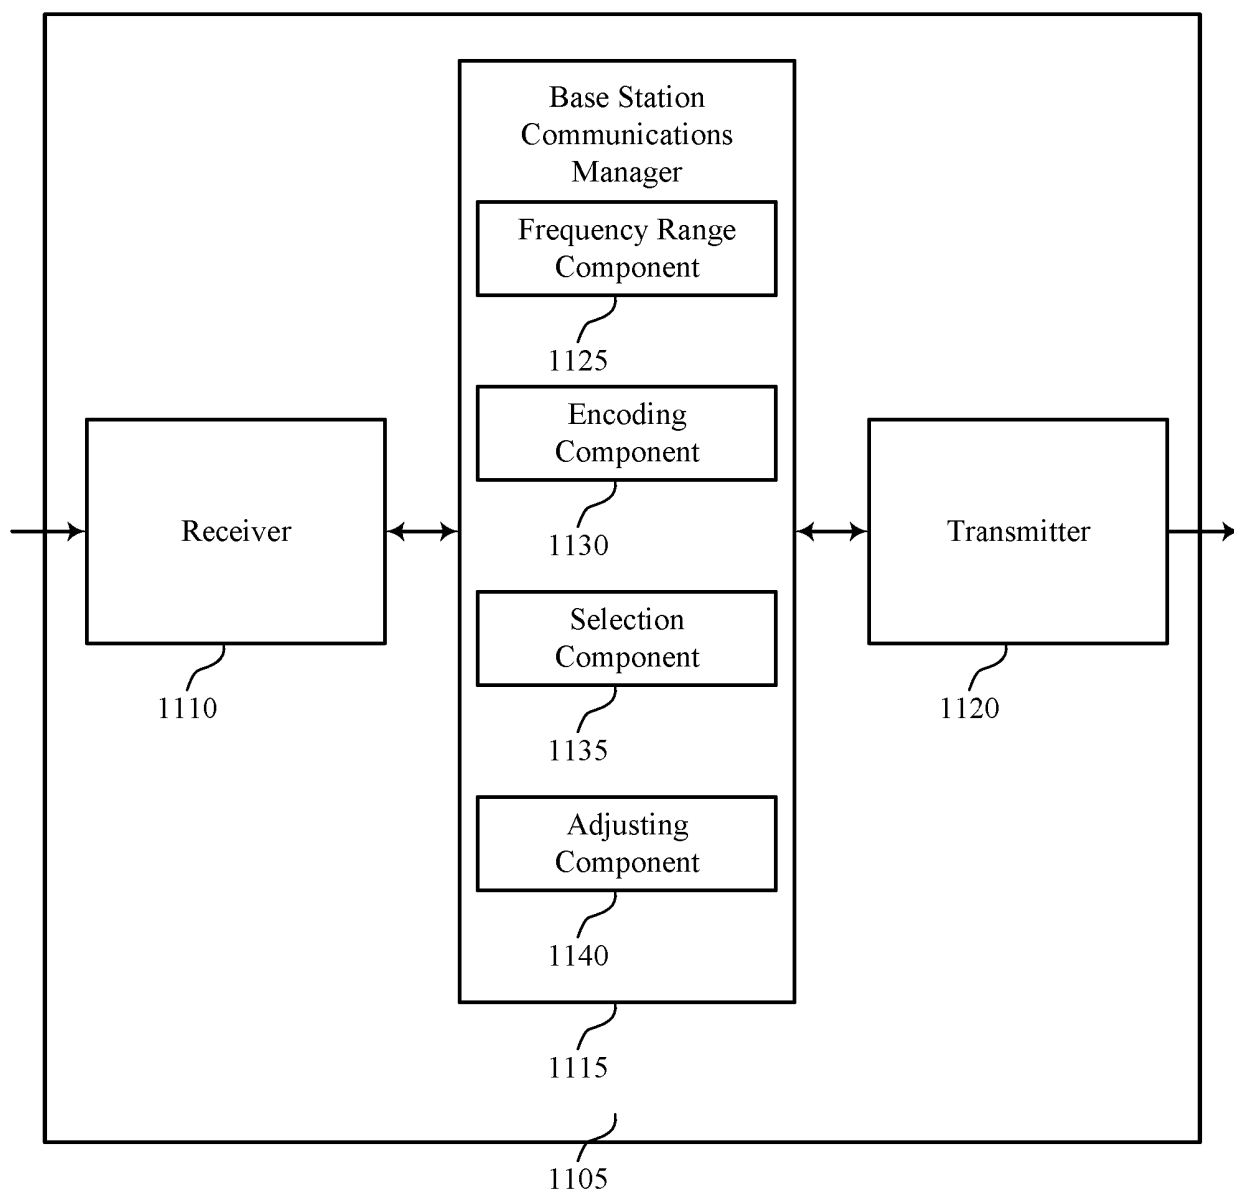 Base Station
Communications
Manager
Frequency Range
Component
1125
Encoding
Component
1130
Receiver
Transmitter
Selection
Component
1110
1120
1135
Adjusting
Component
1140
1115
1105